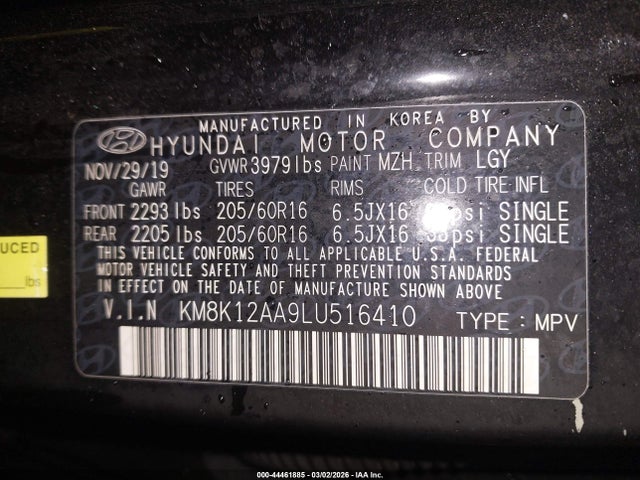 MANUFACTURED IN KOREA BY
HYUNDAI MOTOR COMPANY
NOV/29/19 GVWR 3979lbs PAINT MZH TRIM LGY
GAWR TIRES RIMS COLD TIRE INFL
FRONT 2293 lbs 205/60R16 6.5JX16 psi SINGLE
REAR 2205 lbs 205/60R16 6.5JX16 psi SINGLE
THIS VEHICLE CONFORMS TO ALL APPLICABLE U.S.A. FEDERAL
MOTOR VEHICLE SAFETY AND THEFT PREVENTION STANDARDS
IN EFFECT ON THE DATE OF MANUFACTURE SHOWN ABOVE.
V.I.N KM8K12AA9LU516410 TYPE : MPV
UCED
lbs
000-44461885 - 03/02/2026 - IAA Inc.